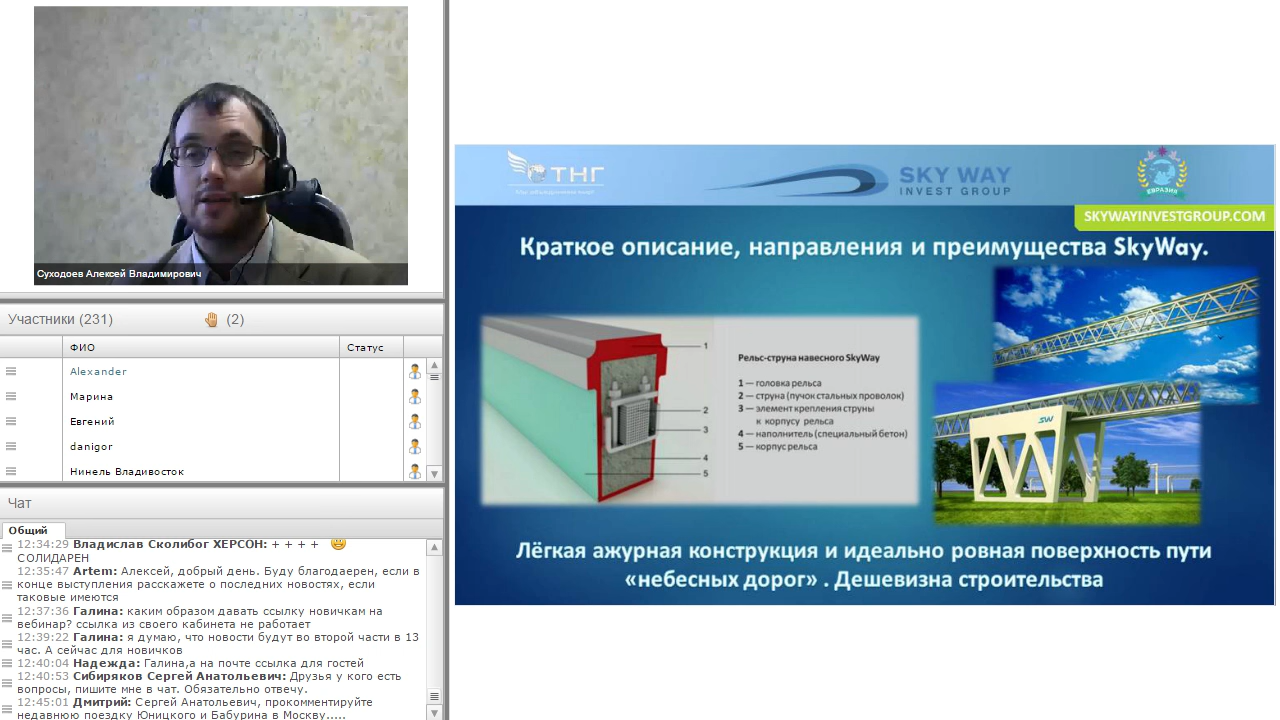 Суходоев Алексей Владимирович
Участники (231)
(2)
ФИО
Статус
Alexander
Марина
Евгений
danigor
Нинель Владивосток
Чат
Общий
12:34:29 Владислав Сколибог ХЕРСОН: + + + +
СОЛИДАРЕН
12:35:47 Artem: Алексей, добрый день. Буду благодаерен, если в
конце выступления расскажете о последних новостях, если
таковые имеются
12:37:36 Галина: каким образом давать ссылку новичкам на
вебинар? ссылка из своего кабинета не работает
12:39:22 Галина: я думаю, что новости будут во второй части в 13
час. А сейчас для новичков
12:40:04 Надежда: Галина,а на почте ссылка для гостей
12:40:53 Сибиряков Сергей Анатольевич: Друзья у кого есть
вопросы, пишите мне в чат. Обязательно отвечу.
12:45:01 Дмитрий: Сергей Анатольевич, прокомментируйте
недавнюю поездку Юницкого и Бабурина в Москву.....
ТНГ
SKY WAY
INVEST GROUP
ЕВРАЗИЯ
SKYWAYINVESTGROUP.COM
Краткое описание, направления и преимущества SkyWay.
1
2
3
4
5
Рельс-струна навесного SkyWay
1 — головка рельса
2 — струна (пучок стальных проволок)
3 — элемент крепления струны
к корпусу рельса
4 — наполнитель (специальный бетон)
5 — корпус рельса
SW
Лёгкая ажурная конструкция и идеально ровная поверхность пути
«небесных дорог» . Дешевизна строительства